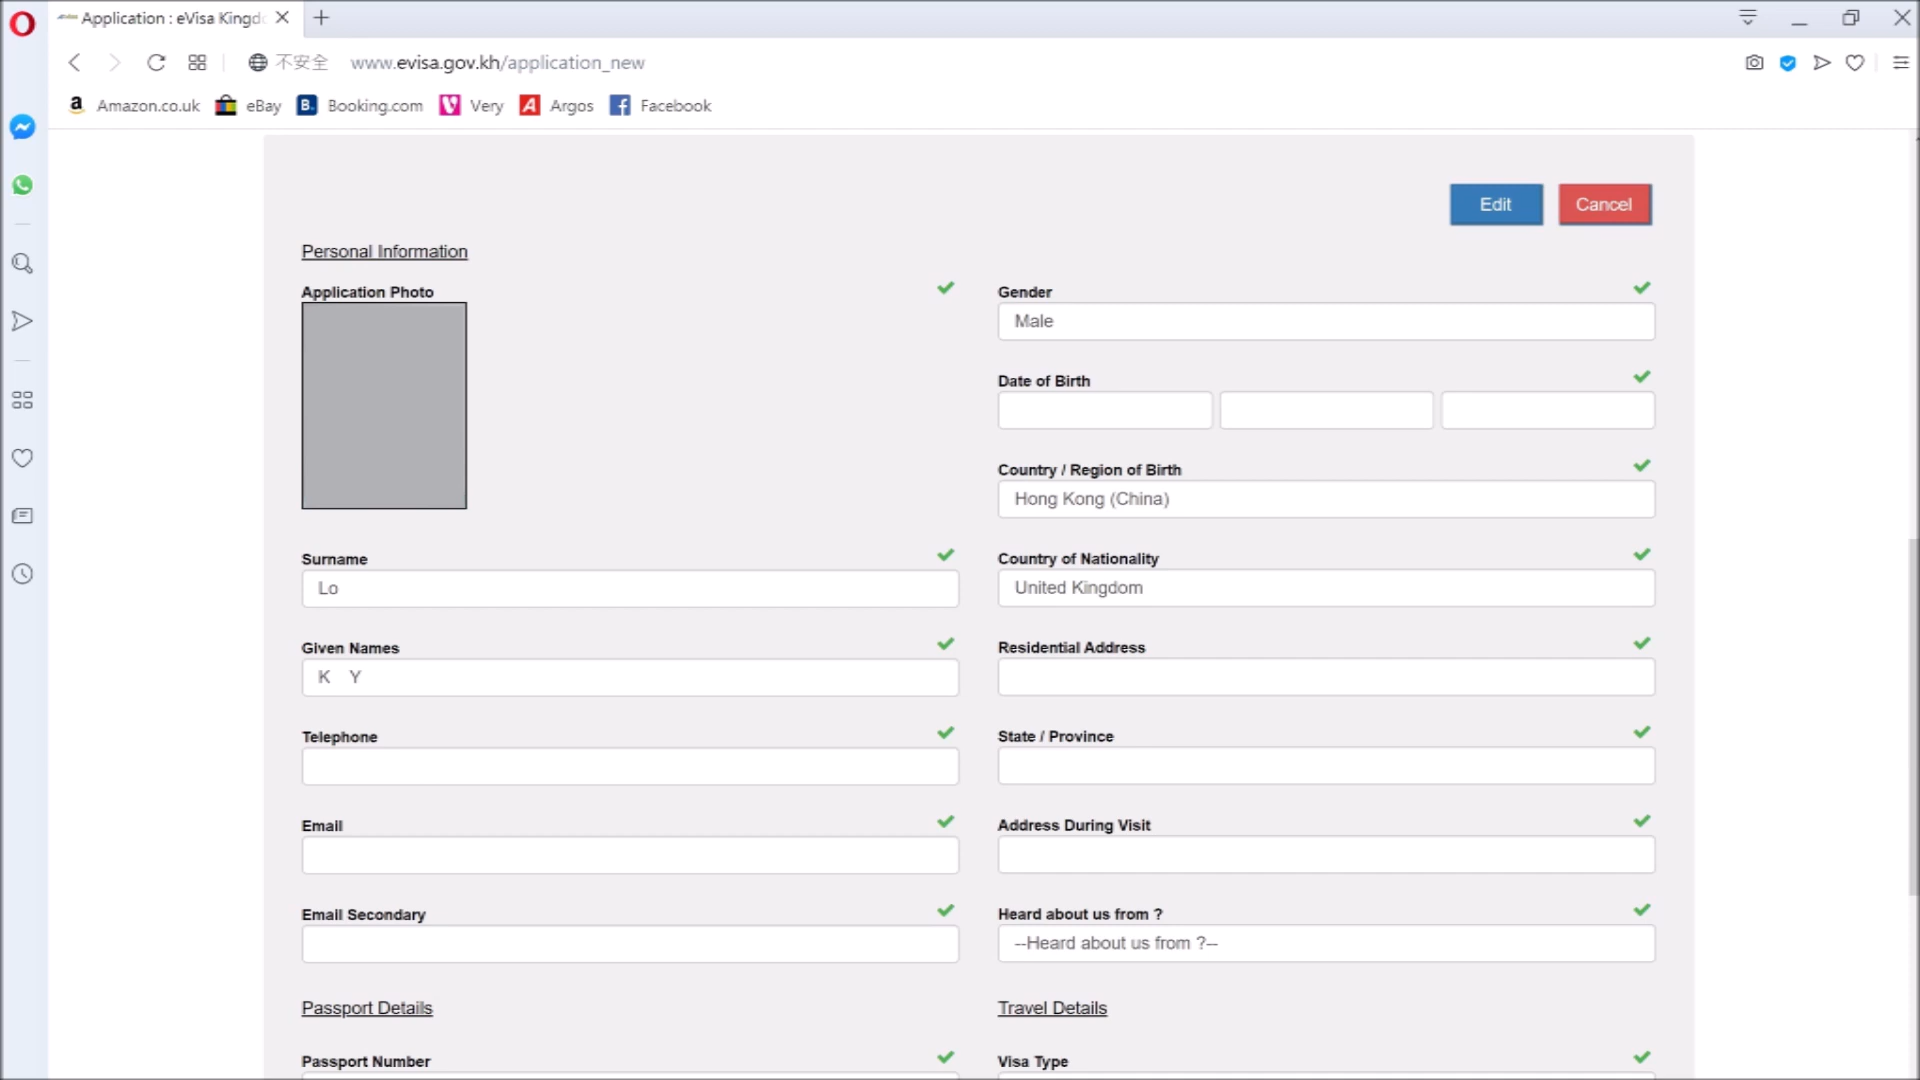 Application : eVisa Kingdo
不安全 www.evisa.gov.kh/application_new
a Amazon.co.uk eBay B. Booking.com Very A Argos f Facebook
Edit Cancel
Personal Information
Application Photo
Gender
Male
Date of Birth
Country / Region of Birth
Hong Kong (China)
Surname
Lo
Country of Nationality
United Kingdom
Given Names
K Y
Residential Address
Telephone
State / Province
Email
Address During Visit
Email Secondary
Heard about us from ?
--Heard about us from ?--
Passport Details
Travel Details
Passport Number
Visa Type